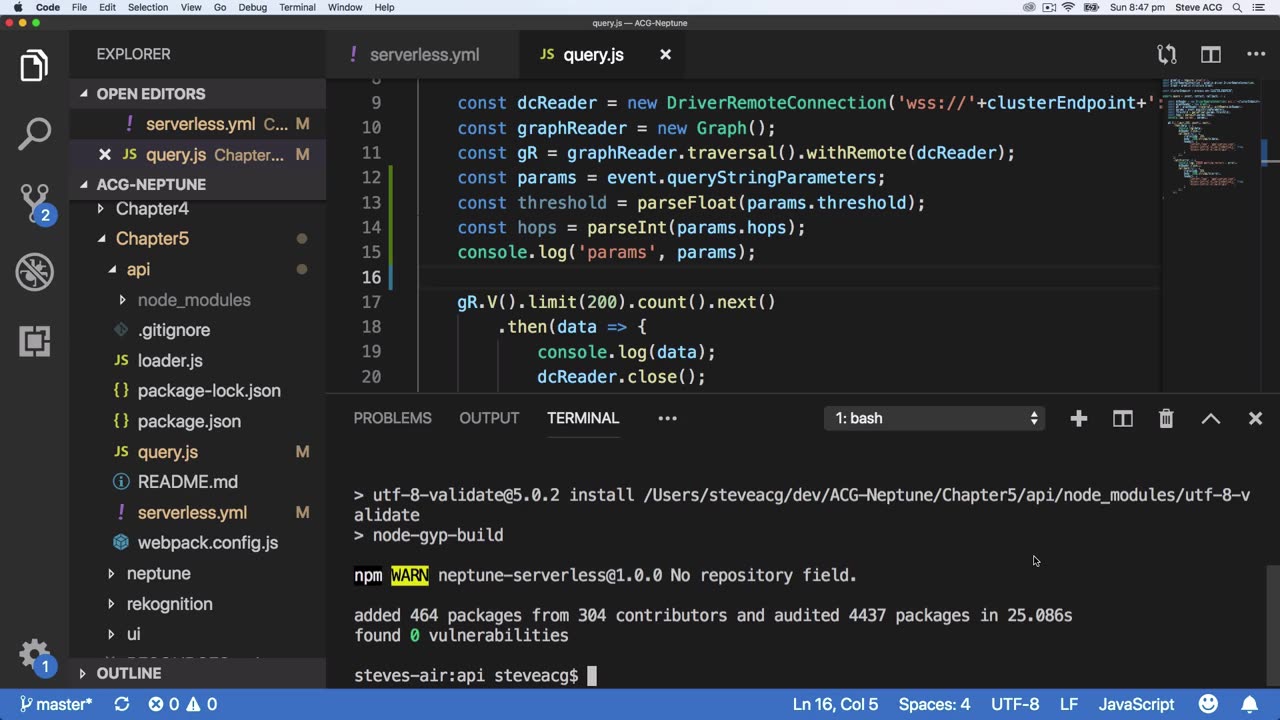 Code File Edit Selection View Go Debug Terminal Window Help Sun 8:47 pm Steve ACG
query.js — ACG-Neptune
EXPLORER
OPEN EDITORS
! serverless.yml C... M
JS query.js Chapter... M
ACG-NEPTUNE
Chapter4
Chapter5
api
node_modules
.gitignore
JS loader.js
{} package-lock.json
{} package.json
JS query.js M
README.md
! serverless.yml M
webpack.config.js
neptune
rekognition
ui
OUTLINE
2
1
! serverless.yml
JS query.js
9 const dcReader = new DriverRemoteConnection('wss://'+clusterEndpoint+'
10 const graphReader = new Graph();
11 const gR = graphReader.traversal().withRemote(dcReader);
12 const params = event.queryStringParameters;
13 const threshold = parseFloat(params.threshold);
14 const hops = parseInt(params.hops);
15 console.log('params', params);
16
17 gR.V().limit(200).count().next()
18 .then(data => {
19 console.log(data);
20 dcReader.close();
PROBLEMS OUTPUT TERMINAL ••• 1: bash
> utf-8-validate@5.0.2 install /Users/steveacg/dev/ACG-Neptune/Chapter5/api/node_modules/utf-8-v
alidate
> node-gyp-build
npm WARN neptune-serverless@1.0.0 No repository field.
added 464 packages from 304 contributors and audited 4437 packages in 25.086s
found 0 vulnerabilities
steves-air:api steveacg$
master* 0 0 Ln 16, Col 5 Spaces: 4 UTF-8 LF JavaScript